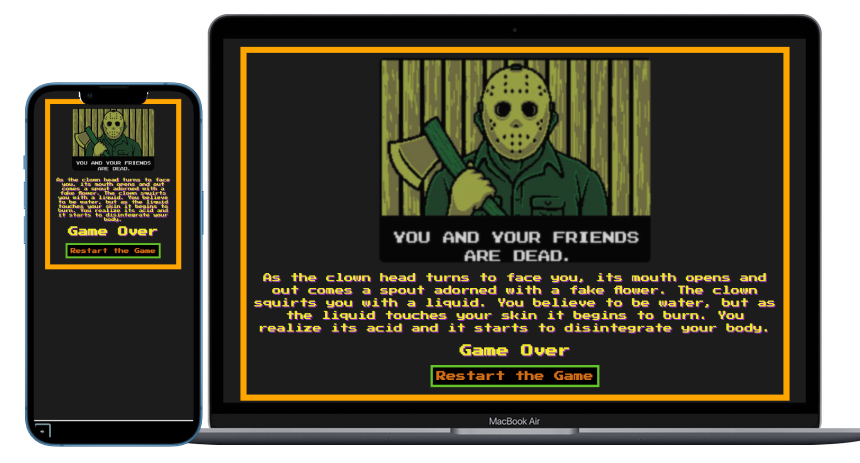 YOU AND YOUR FRIENDS
ARE DEAD.
As the clown head turns to face
you, its mouth opens and out
comes a spout adorned with a
fake flower. The clown squirts
you with a liquid. You believe
to be water, but as the liquid
touches your skin it begins to
burn. You realize its acid and
it starts to disintegrate your
body.
Game Over
Restart the Game
YOU AND YOUR FRIENDS
ARE DEAD.
As the clown head turns to face you, its mouth opens and
out comes a spout adorned with a fake flower. The clown
squirts you with a liquid. You believe to be water, but as
the liquid touches your skin it begins to burn. You
realize its acid and it starts to disintegrate your body.
Game Over
Restart the Game
MacBook Air